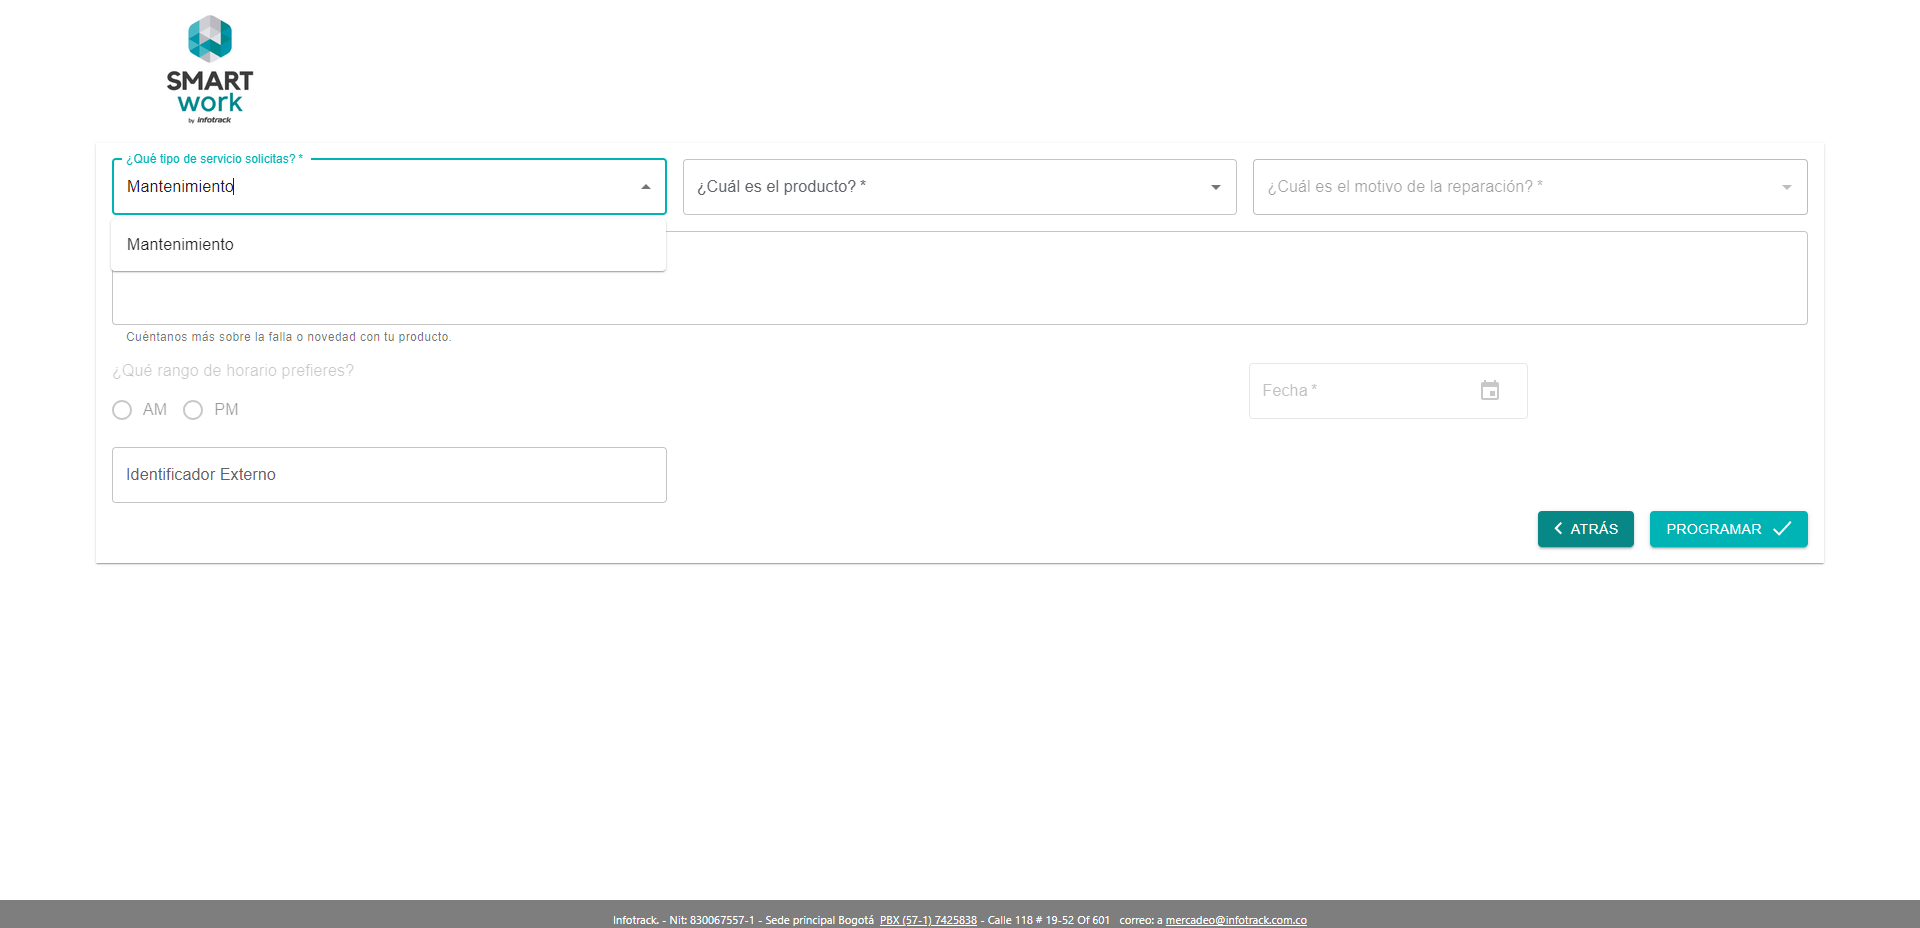 SMART
work
by infotrack
¿Qué tipo de servicio solicitas? *
Mantenimiento
¿Cuál es el producto? *
¿Cuál es el motivo de la reparación? *
Mantenimiento
Cuéntanos más sobre la falla o novedad con tu producto.
¿Qué rango de horario prefieres?
AM
PM
Fecha *
Identificador Externo
ATRÁS
PROGRAMAR
Infotrack. - Nit: 830067557-1 - Sede principal Bogotá PBX (57-1) 7425838 - Calle 118 # 19-52 Of 601 correo: a mercadeo@infotrack.com.co